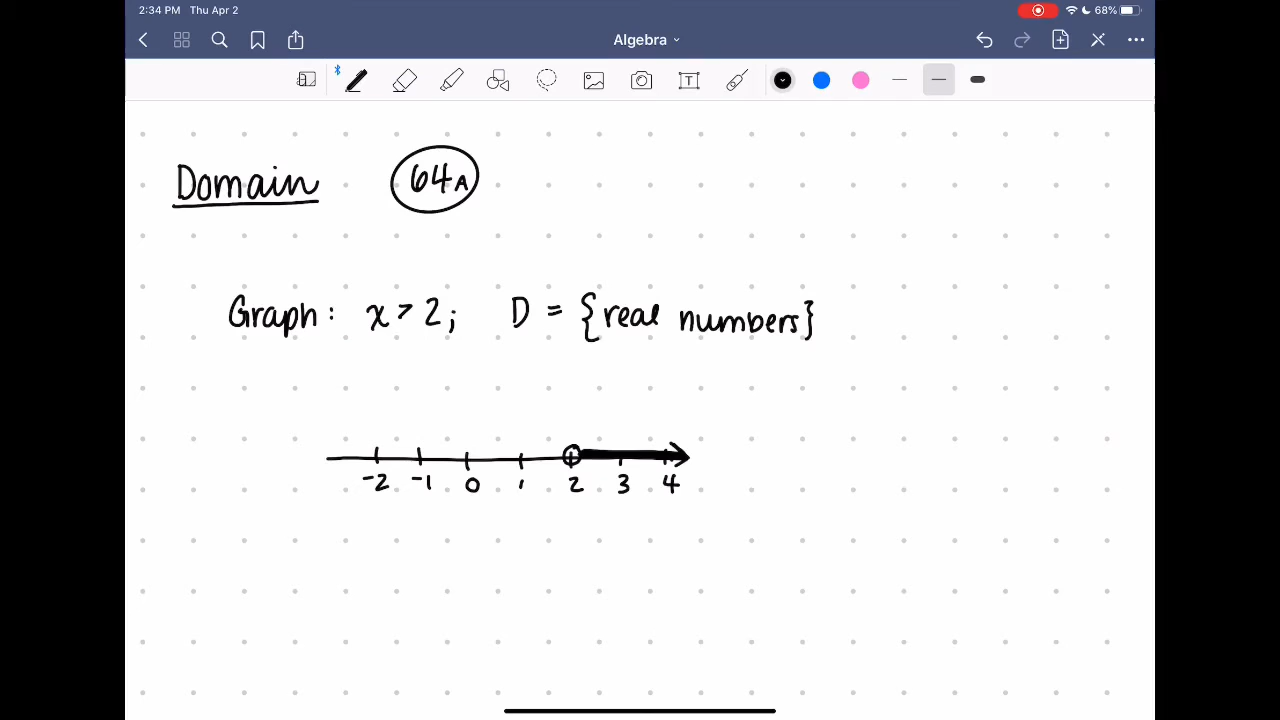 2:34 PM Thu Apr 2
68%
Algebra
T
Domain 64A
Graph: x > 2; D = {real numbers}
-2 -1 0 1 2 3 4